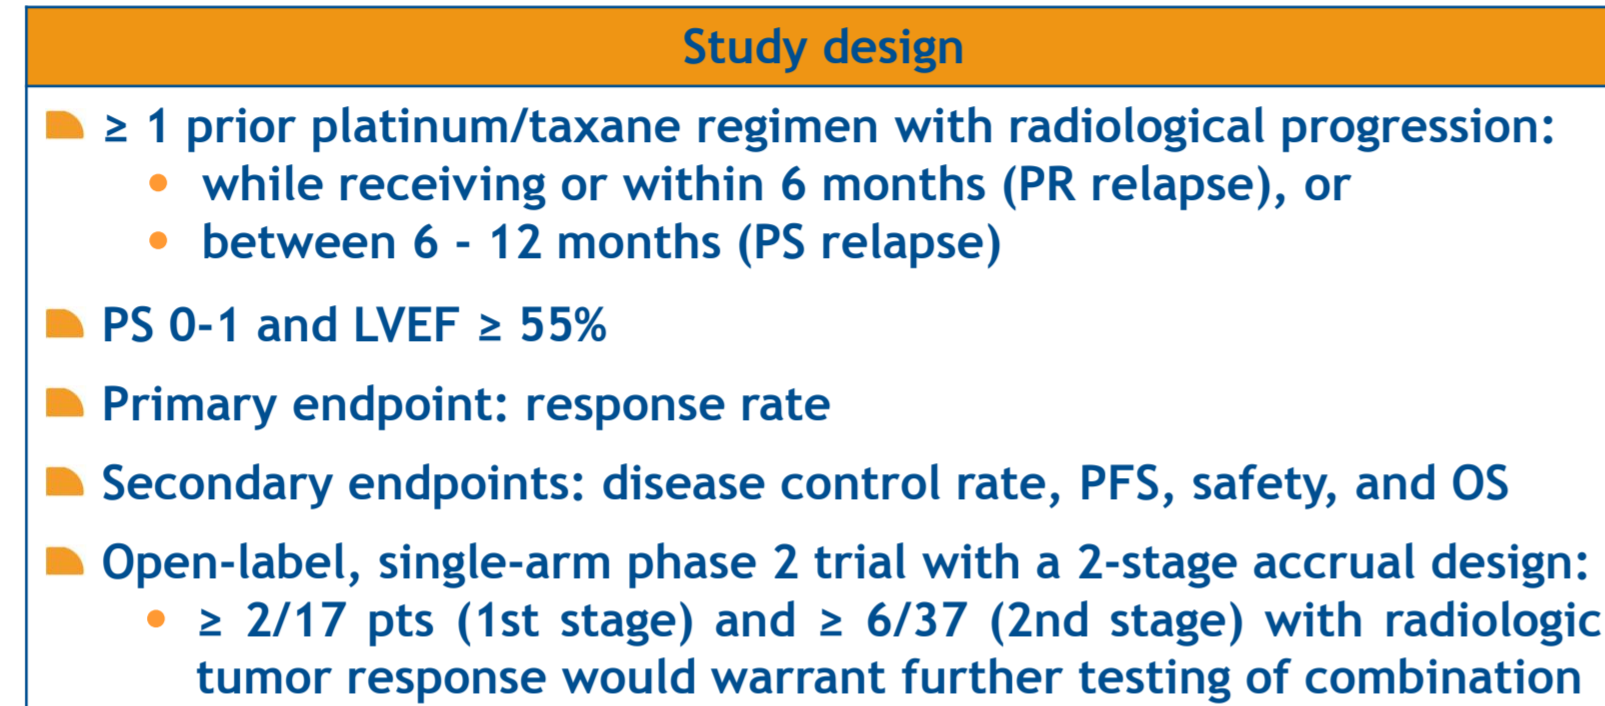 Study design
≥ 1 prior platinum/taxane regimen with radiological progression:
while receiving or within 6 months (PR relapse), or
between 6 - 12 months (PS relapse)
PS 0-1 and LVEF ≥ 55%
Primary endpoint: response rate
Secondary endpoints: disease control rate, PFS, safety, and OS
Open-label, single-arm phase 2 trial with a 2-stage accrual design:
≥ 2/17 pts (1st stage) and ≥ 6/37 (2nd stage) with radiologic
tumor response would warrant further testing of combination